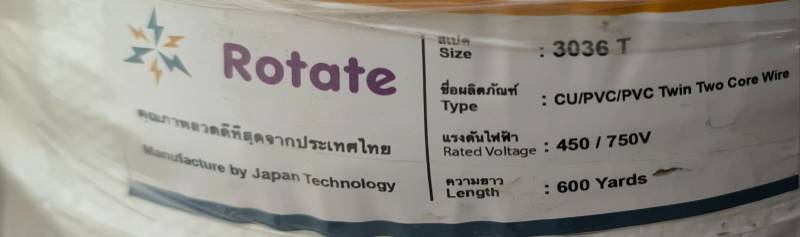 Rotate
คุณภาพลวดดีที่สุดจากประเทศไทย
Manufacture by Japan Technology
สเปค
Size : 3036 T
ชื่อผลิตภัณฑ์
Type : CU/PVC/PVC Twin Two Core Wire
แรงดันไฟฟ้า
Rated Voltage : 450 / 750V
ความยาว
Length : 600 Yards